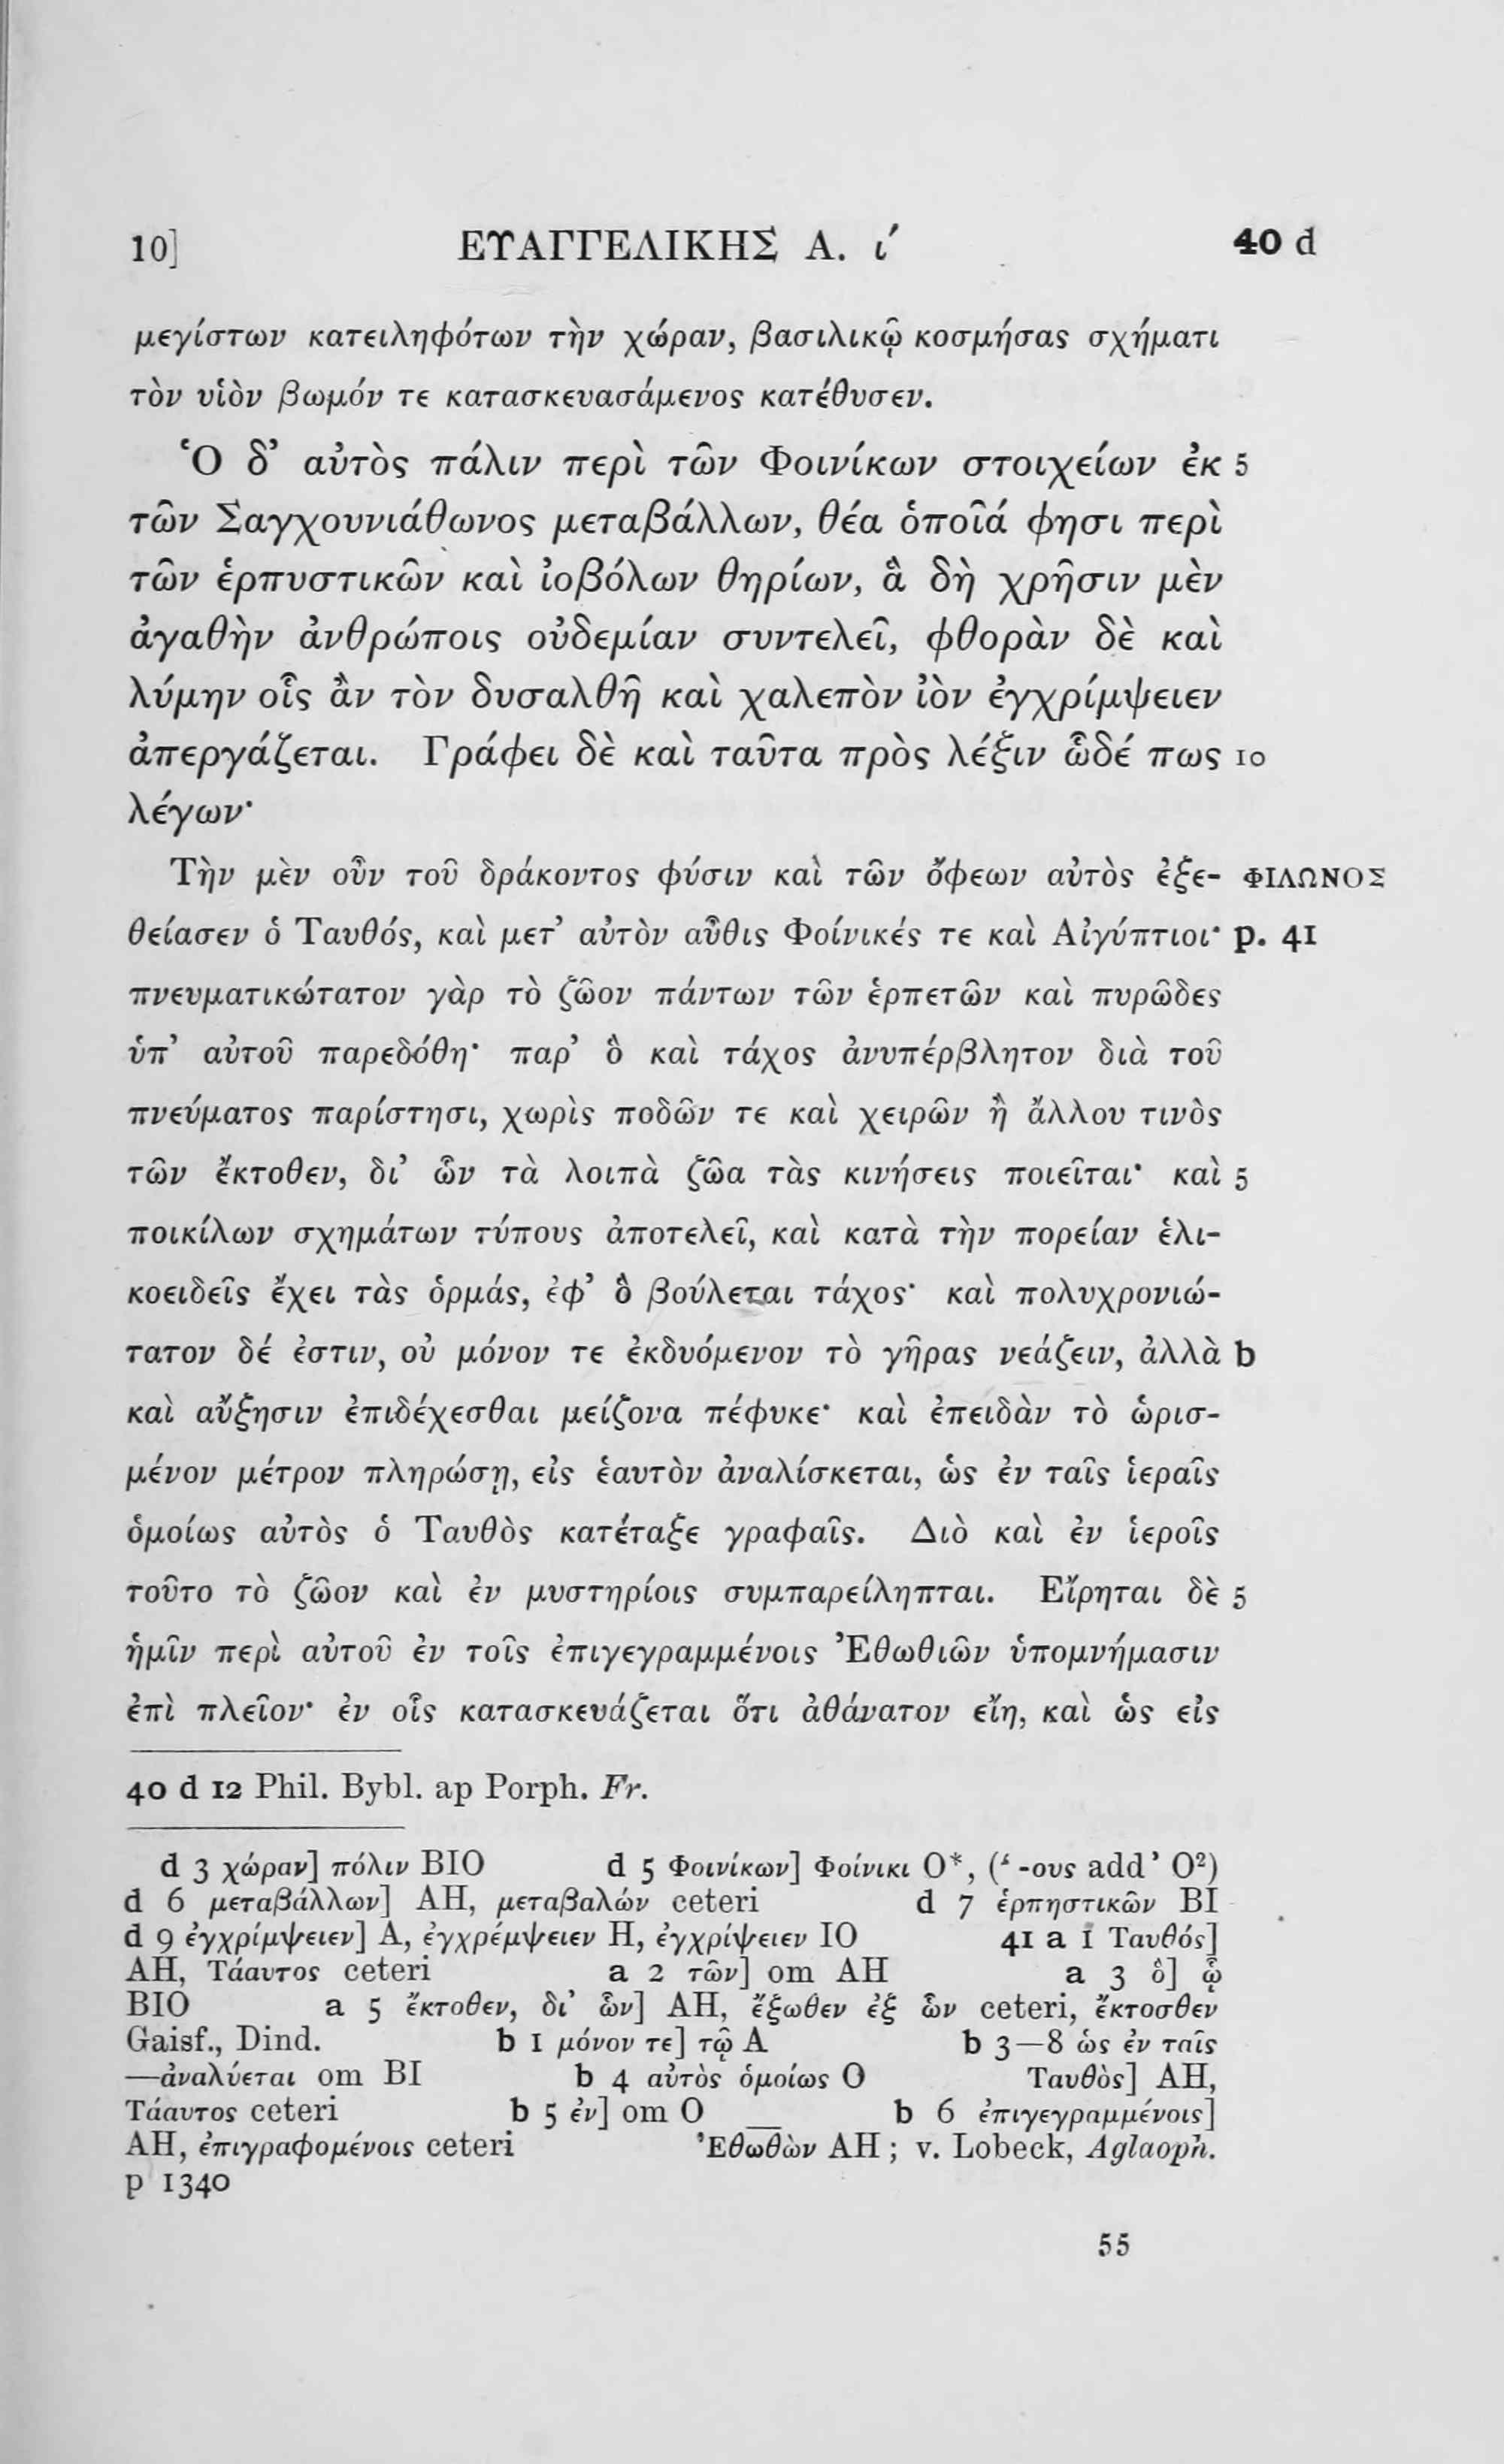 10] ΕΥΑΓΓΕΛΙΚΗΣ Α. ι′ 40 d
μεγίστων κατειληφότων τὴν χώραν, βασιλικῷ κοσμήσας σχήματι
τὸν υἱὸν βωμόν τε κατασκευασάμενος κατέθυσεν.
Ὁ δ’ αὐτὸς πάλιν περὶ τῶν Φοινίκων στοιχείων ἐκ 5
τῶν Σαγχουνιάθωνος μεταβάλλων, θέα ὁποῖά φησι περὶ
τῶν ἑρπυστικῶν καὶ ἰοβόλων θηρίων, ἃ δὴ χρῆσιν μὲν
ἀγαθὴν ἀνθρώποις οὐδεμίαν συντελεῖ, φθορὰν δὲ καὶ
λύμην οἷς ἂν τὸν δυσαλθῆ καὶ χαλεπὸν ἰὸν ἐγχρίμψειεν
ἀπεργάζεται. Γράφει δὲ καὶ ταῦτα πρὸς λέξιν ὧδέ πως 10
λέγων·
Τὴν μὲν οὖν τοῦ δράκοντος φύσιν καὶ τῶν ὄφεων αὐτὸς ἐξε- ΦΙΛΩΝΟΣ
θείασεν ὁ Ταυθός, καὶ μετ’ αὐτὸν αὖθις Φοίνικές τε καὶ Αἰγύπτιοι· p. 41
πνευματικώτατον γὰρ τὸ ζῶον πάντων τῶν ἑρπετῶν καὶ πυρῶδες
ὑπ’ αὐτοῦ παρεδόθη· παρ’ ὃ καὶ τάχος ἀνυπέρβλητον διὰ τοῦ
πνεύματος παρίστησι, χωρὶς ποδῶν τε καὶ χειρῶν ἢ ἄλλου τινὸς
τῶν ἔκτοθεν, δι’ ὧν τὰ λοιπὰ ζῶα τὰς κινήσεις ποιεῖται· καὶ 5
ποικίλων σχημάτων τύπους ἀποτελεῖ, καὶ κατὰ τὴν πορείαν ἑλι-
κοειδεῖς ἔχει τὰς ὁρμάς, ἐφ’ ὃ βούλεται τάχος· καὶ πολυχρονιώ-
τατον δέ ἐστιν, οὐ μόνον τε ἐκδυόμενον τὸ γῆρας νεάζειν, ἀλλὰ b
καὶ αὔξησιν ἐπιδέχεσθαι μείζονα πέφυκε· καὶ ἐπειδὰν τὸ ὡρισ-
μένον μέτρον πληρώσῃ, εἰς ἑαυτὸν ἀναλίσκεται, ὡς ἐν ταῖς ἱεραῖς
ὁμοίως αὐτὸς ὁ Ταυθὸς κατέταξε γραφαῖς. Διὸ καὶ ἐν ἱεροῖς
τοῦτο τὸ ζῶον καὶ ἐν μυστηρίοις συμπαρείληπται. Εἴρηται δὲ 5
ἡμῖν περὶ αὐτοῦ ἐν τοῖς ἐπιγεγραμμένοις Ἐθωθιῶν ὑπομνήμασιν
ἐπὶ πλεῖον· ἐν οἷς κατασκευάζεται ὅτι ἀθάνατον εἴη, καὶ ὡς εἰς
40 d 12 Phil. Bybl. ap Porph. Fr.
d 3 χώραν] πόλιν BIO d 5 Φοινίκων] Φοίνικι O*, (‘-ους add’ O²)
d 6 μεταβάλλων] AH, μεταβαλών ceteri d 7 ἑρπηστικῶν BI
d 9 ἐγχρίμψειεν] A, ἐγχρέμψειεν H, ἐγχρίψειεν IO 41 a 1 Ταυθός]
AH, Τάαυτος ceteri a 2 τῶν] om AH a 3 ὃ] ᾧ
BIO a 5 ἔκτοθεν, δι’ ὧν] AH, ἔξωθεν ἐξ ὧν ceteri, ἔκτοσθεν
Gaisf., Dind. b 1 μόνον τε] τῷ A b 3—8 ὡς ἐν ταῖς
—ἀναλύεται om BI b 4 αὐτὸς ὁμοίως O Ταυθὸς] AH,
Τάαυτος ceteri b 5 ἐν] om O b 6 ἐπιγεγραμμένοις]
AH, ἐπιγραφομένοις ceteri Ἐθωθὼν AH ; v. Lobeck, Aglaoph.
p 1340
55